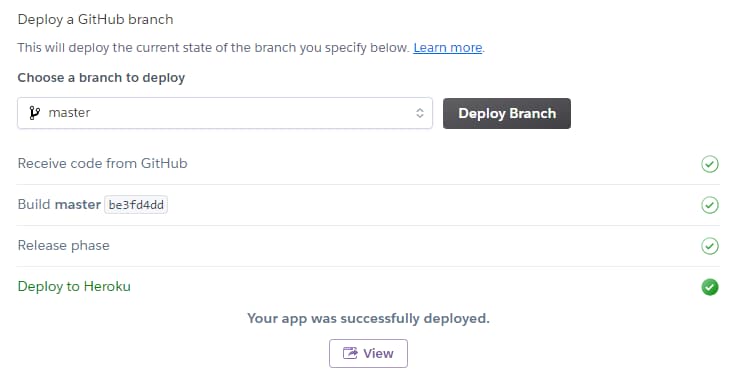 Deploy a GitHub branch
This will deploy the current state of the branch you specify below. Learn more.
Choose a branch to deploy
master
Deploy Branch
Receive code from GitHub
Build master be3fd4dd
Release phase
Deploy to Heroku
Your app was successfully deployed.
View